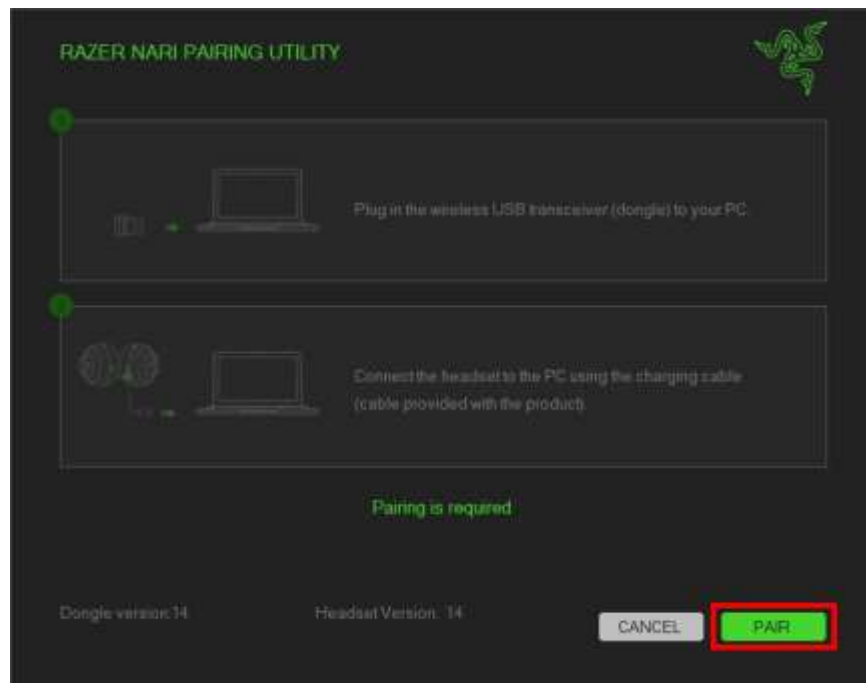 RAZER NARI PAIRING UTILITY
Plug in the wireless USB transceiver (dongle) to your PC.
Connect the headset to the PC using the charging cable
(cable provided with the product).
Pairing is required
Dongle version:14
Headset Version: 14
CANCEL
PAIR